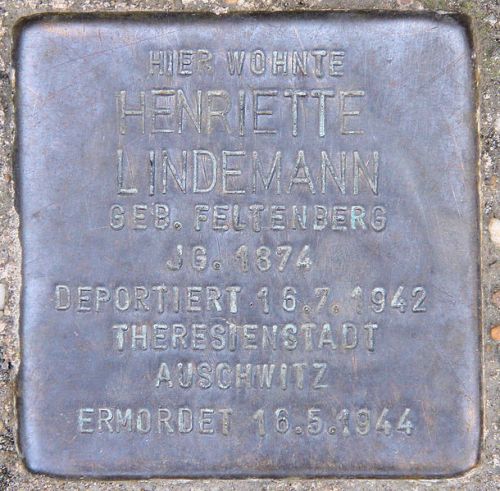 HIER WOHNTE
HENRIETTE
LINDEMANN
GEB. FELTENBERG
JG. 1874
DEPORTIERT 16.7.1942
THERESIENSTADT
AUSCHWITZ
ERMORDET 16.5.1944